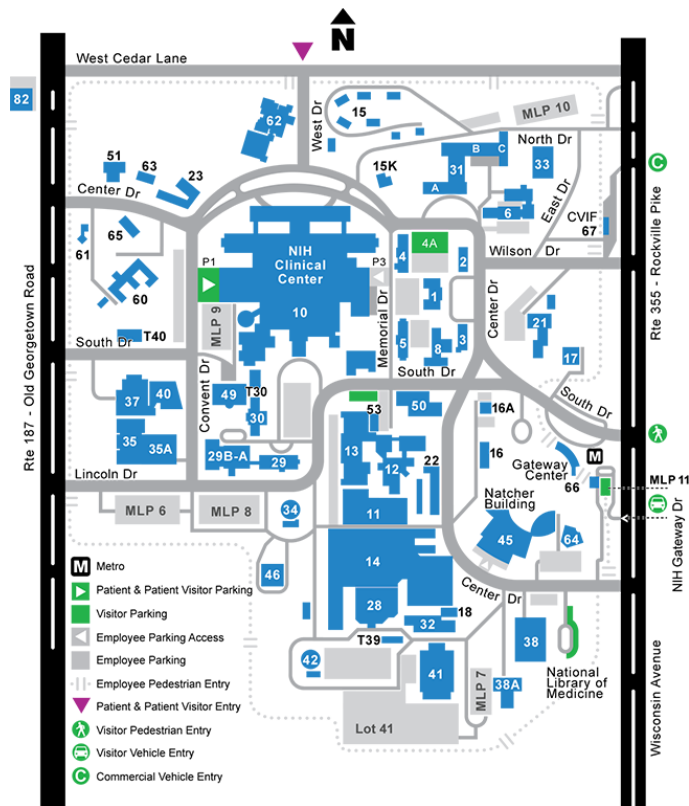 N
West Cedar Lane
82
West Dr
15
MLP 10
62
51
63
23
15K
B
C
31
A
North Dr
33
East Dr
C
Center Dr
65
61
6
CVIF
67
Rte 355 - Rockville Pike
P1
NIH
Clinical
Center
P3
4A
4
2
Wilson Dr
60
10
1
Memorial Dr
Center Dr
MLP 9
T40
South Dr
5
8
3
21
17
South Dr
Rte 187 - Old Georgetown Road
Convent Dr
49
T30
30
37
40
53
50
16A
South Dr
35
35A
29B-A
29
13
12
22
16
Gateway
Center
66
M
MLP 11
Lincoln Dr
MLP 6
MLP 8
34
11
Natcher
Building
45
64
NIH Gateway Dr
14
46
28
18
32
Center Dr
38
T39
42
41
MLP 7
38A
National
Library of
Medicine
Lot 41
Wisconsin Avenue
M Metro
Patient & Patient Visitor Parking
Visitor Parking
Employee Parking Access
Employee Parking
Employee Pedestrian Entry
Patient & Patient Visitor Entry
Visitor Pedestrian Entry
Visitor Vehicle Entry
C Commercial Vehicle Entry